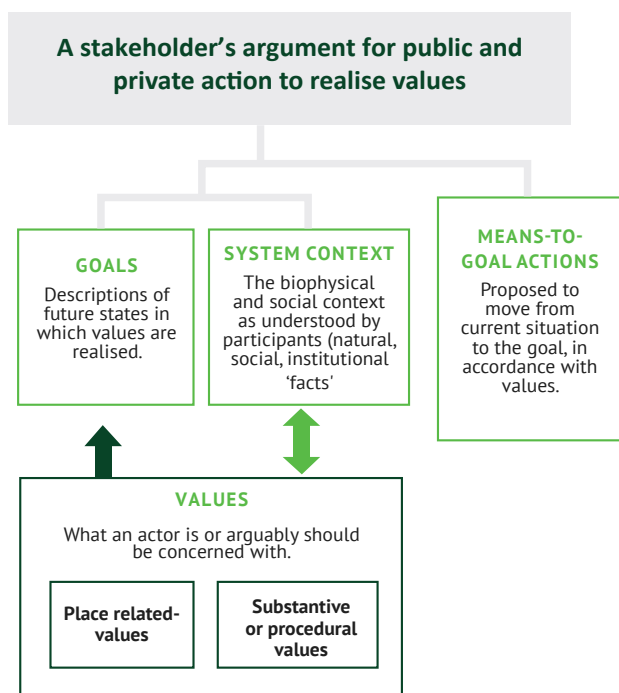 A stakeholder’s argument for public and
private action to realise values
GOALS
Descriptions of
future states in
which values are
realised.
SYSTEM CONTEXT
The biophysical
and social context
as understood by
participants (natural,
social, institutional
‘facts'
MEANS-TO-
GOAL ACTIONS
Proposed to
move from
current situation
to the goal, in
accordance with
values.
VALUES
What an actor is or arguably should
be concerned with.
Place related-
values
Substantive
or procedural
values